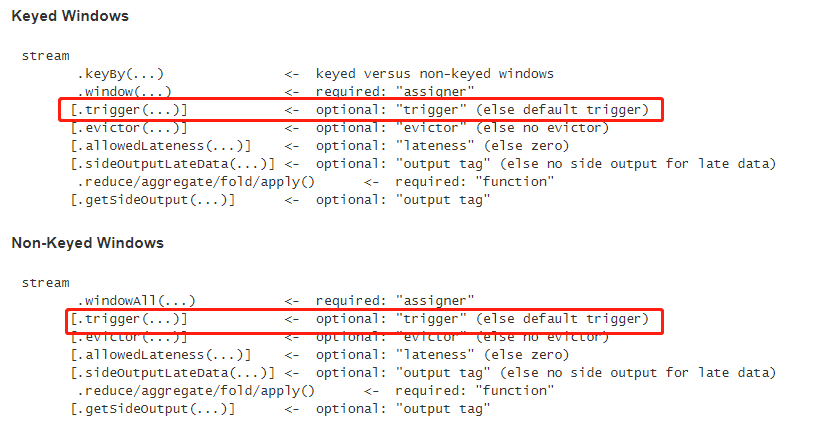 Keyed Windows
stream
.keyBy(...) <- keyed versus non-keyed windows
.window(...) <- required: "assigner"
[.trigger(...)] <- optional: "trigger" (else default trigger)
[.evictor(...)] <- optional: "evictor" (else no evictor)
[.allowedLateness(...)] <- optional: "lateness" (else zero)
[.sideOutputLateData(...)] <- optional: "output tag" (else no side output for late data)
.reduce/aggregate/fold/apply() <- required: "function"
[.getSideOutput(...)] <- optional: "output tag"
Non-Keyed Windows
stream
.windowAll(...) <- required: "assigner"
[.trigger(...)] <- optional: "trigger" (else default trigger)
[.evictor(...)] <- optional: "evictor" (else no evictor)
[.allowedLateness(...)] <- optional: "lateness" (else zero)
[.sideOutputLateData(...)] <- optional: "output tag" (else no side output for late data)
.reduce/aggregate/fold/apply() <- required: "function"
[.getSideOutput(...)] <- optional: "output tag"